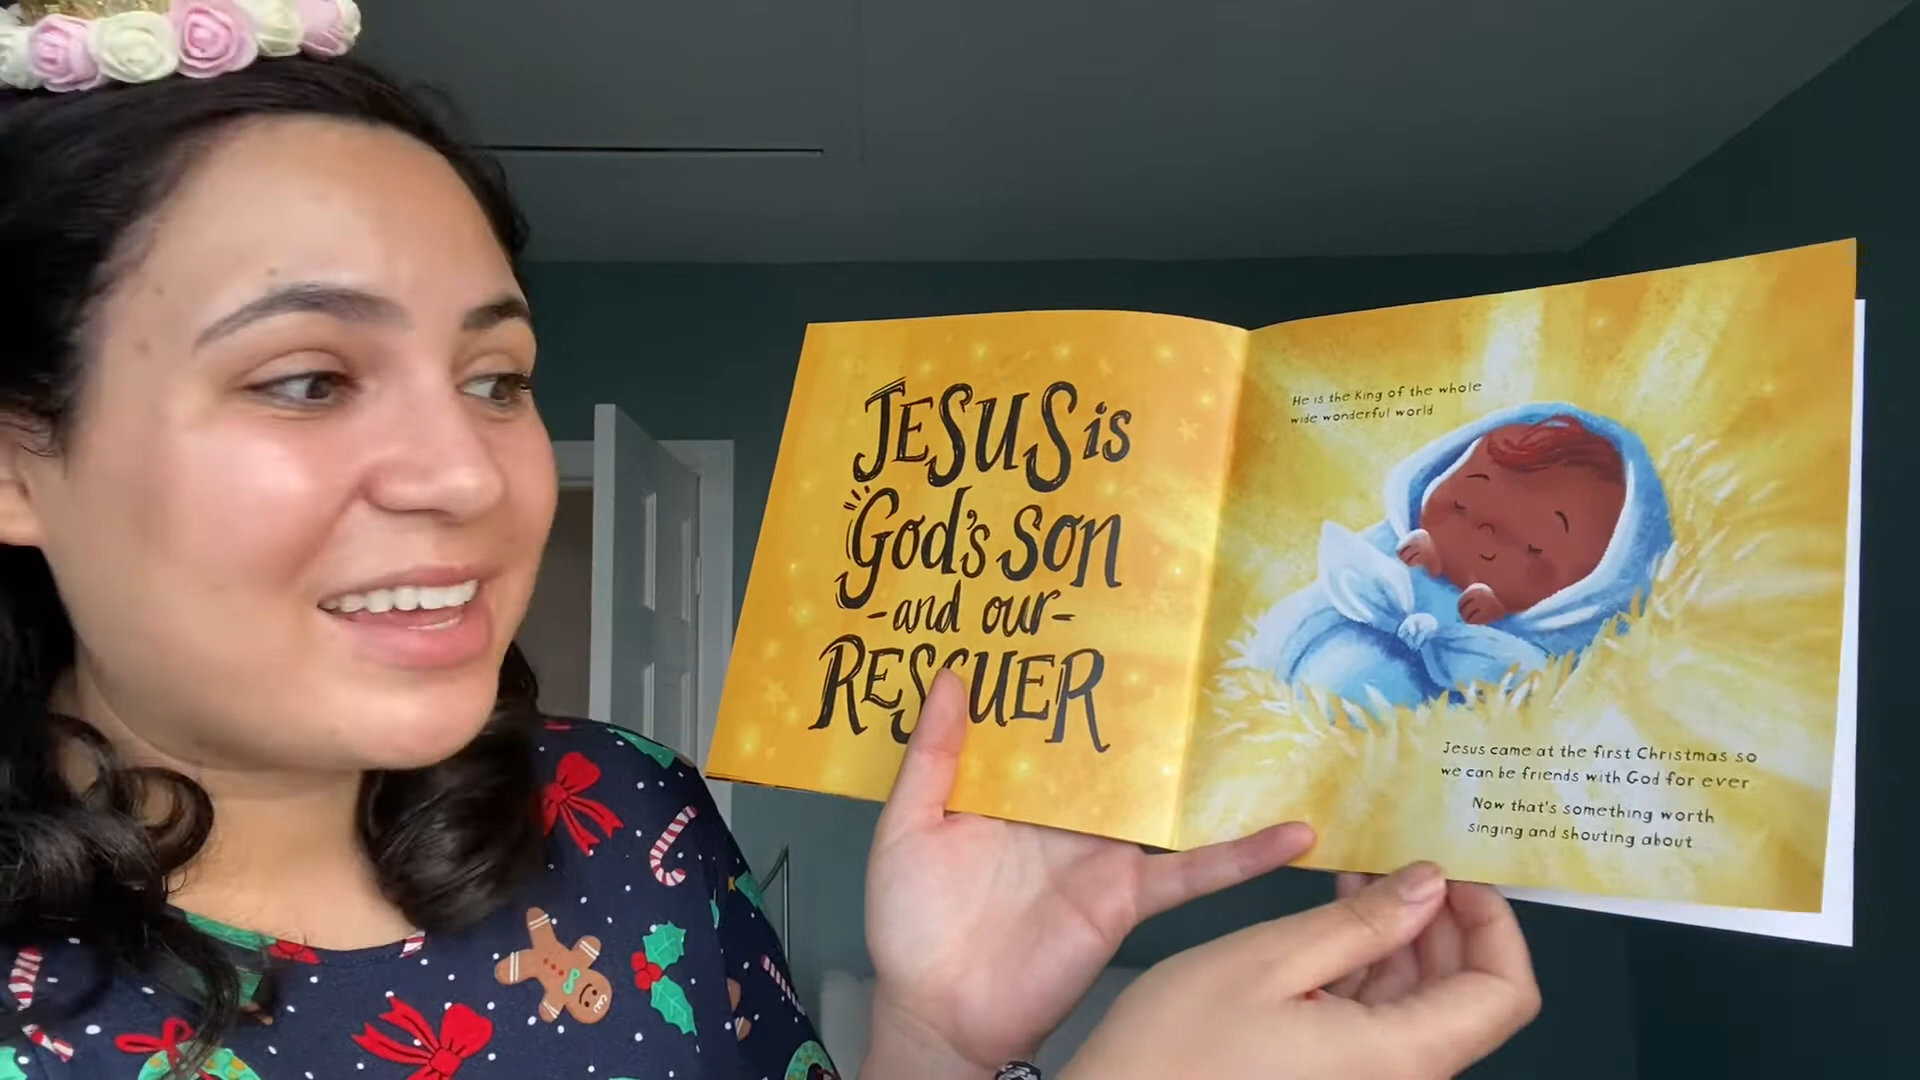 JESUS is
God's son
-and our-
RESCUER
He is the King of the whole
wide wonderful world.
Jesus came at the first Christmas so
we can be friends with God for ever.
Now that's something worth
singing and shouting about.